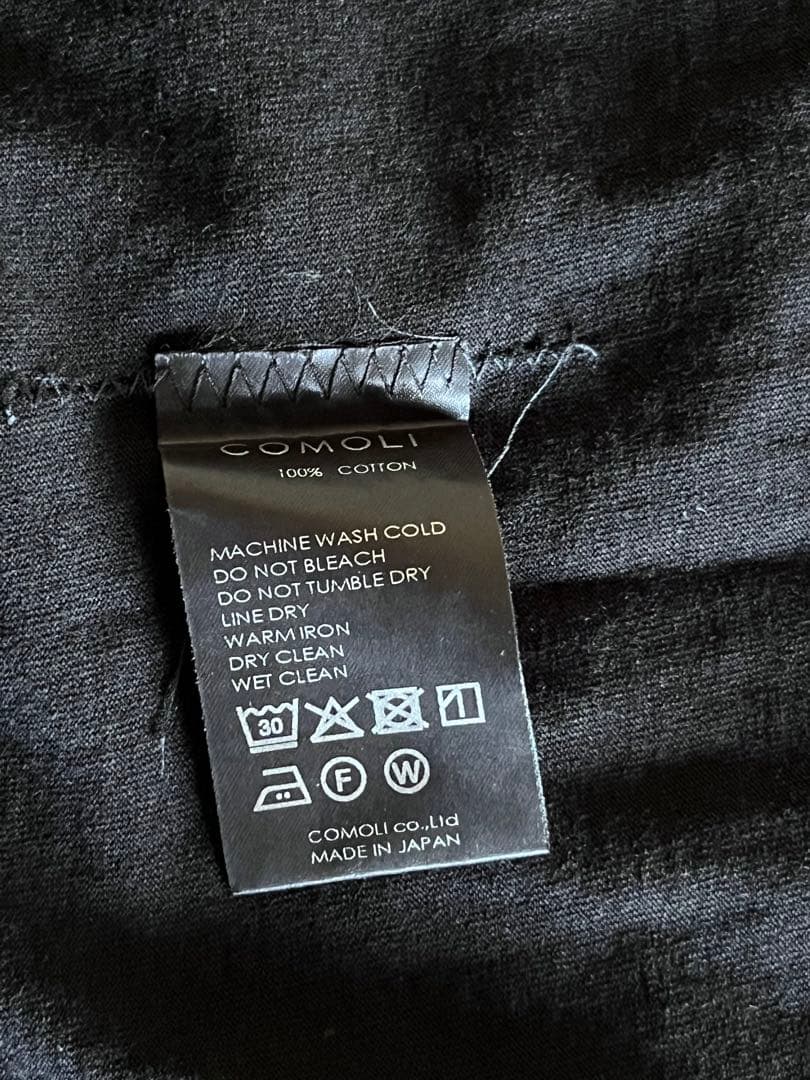 COMOLI
100% COTTON
MACHINE WASH COLD
DO NOT BLEACH
DO NOT TUMBLE DRY
LINE DRY
WARM IRON
DRY CLEAN
WET CLEAN
30
F W
COMOLI co.,Ltd
MADE IN JAPAN